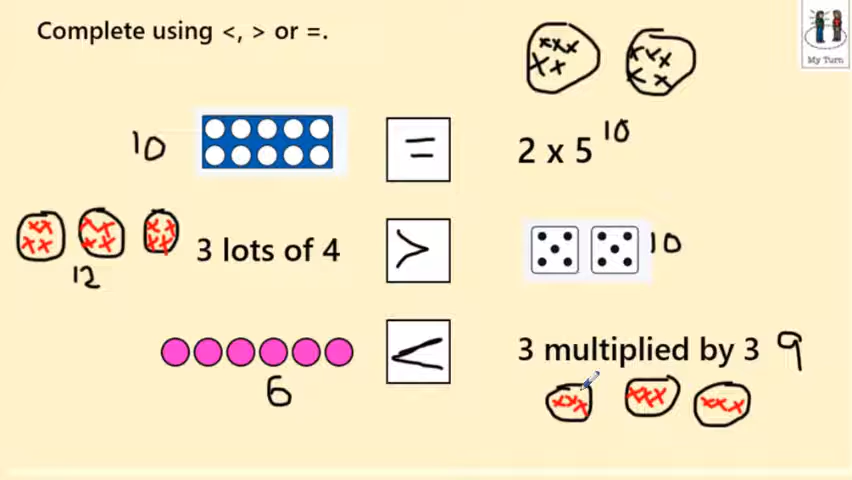 Complete using <, > or =.
My Turn
10 = 2 x 5 10
3 lots of 4 > 10
12
< 3 multiplied by 3 9
6